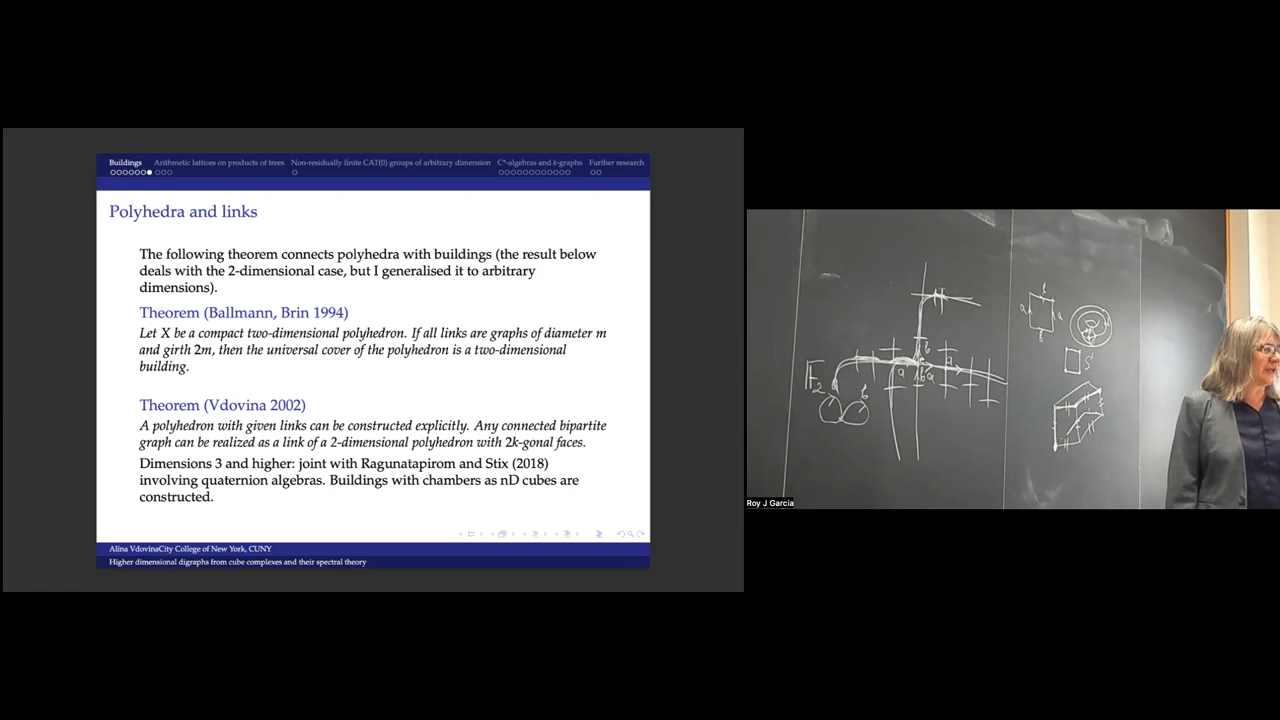 Buildings Arithmetic lattices on products of trees Non-residually finite CAT(0) groups of arbitrary dimension C*-algebras and k-graphs Further research
Polyhedra and links
The following theorem connects polyhedra with buildings (the result below
deals with the 2-dimensional case, but I generalised it to arbitrary
dimensions).
Theorem (Ballmann, Brin 1994)
Let X be a compact two-dimensional polyhedron. If all links are graphs of diameter m
and girth 2m, then the universal cover of the polyhedron is a two-dimensional
building.
Theorem (Vdovina 2002)
A polyhedron with given links can be constructed explicitly. Any connected bipartite
graph can be realized as a link of a 2-dimensional polyhedron with 2k-gonal faces.
Dimensions 3 and higher: joint with Ragunatapirom and Stix (2018)
involving quaternion algebras. Buildings with chambers as nD cubes are
constructed.
Alina VdovinaCity College of New York, CUNY
Higher dimensional digraphs from cube complexes and their spectral theory
F₂
a
b
b
a
b
a
a
b
a
a
b
S¹
Roy J Garcia